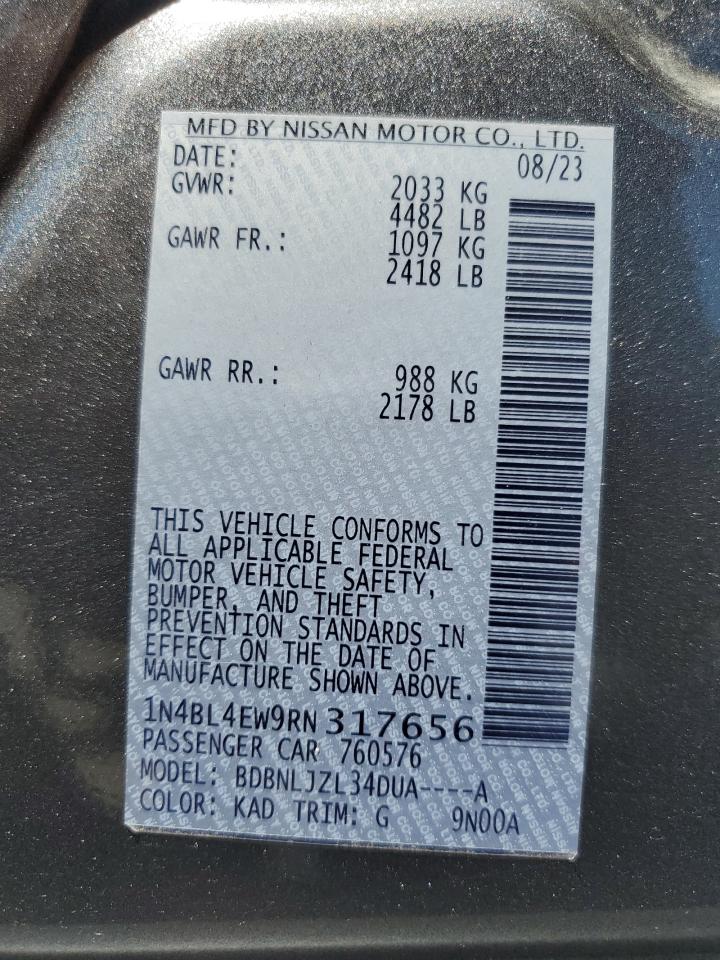 MFD BY NISSAN MOTOR CO., LTD.
DATE: 08/23
GVWR: 2033 KG
4482 LB
GAWR FR.: 1097 KG
2418 LB
GAWR RR.: 988 KG
2178 LB
THIS VEHICLE CONFORMS TO
ALL APPLICABLE FEDERAL
MOTOR VEHICLE SAFETY,
BUMPER, AND THEFT
PREVENTION STANDARDS IN
EFFECT ON THE DATE OF
MANUFACTURE SHOWN ABOVE.
1N4BL4EW9RN317656
PASSENGER CAR 760576
MODEL: BDBNLJZL34DUA----A
COLOR: KAD TRIM: G 9N00A